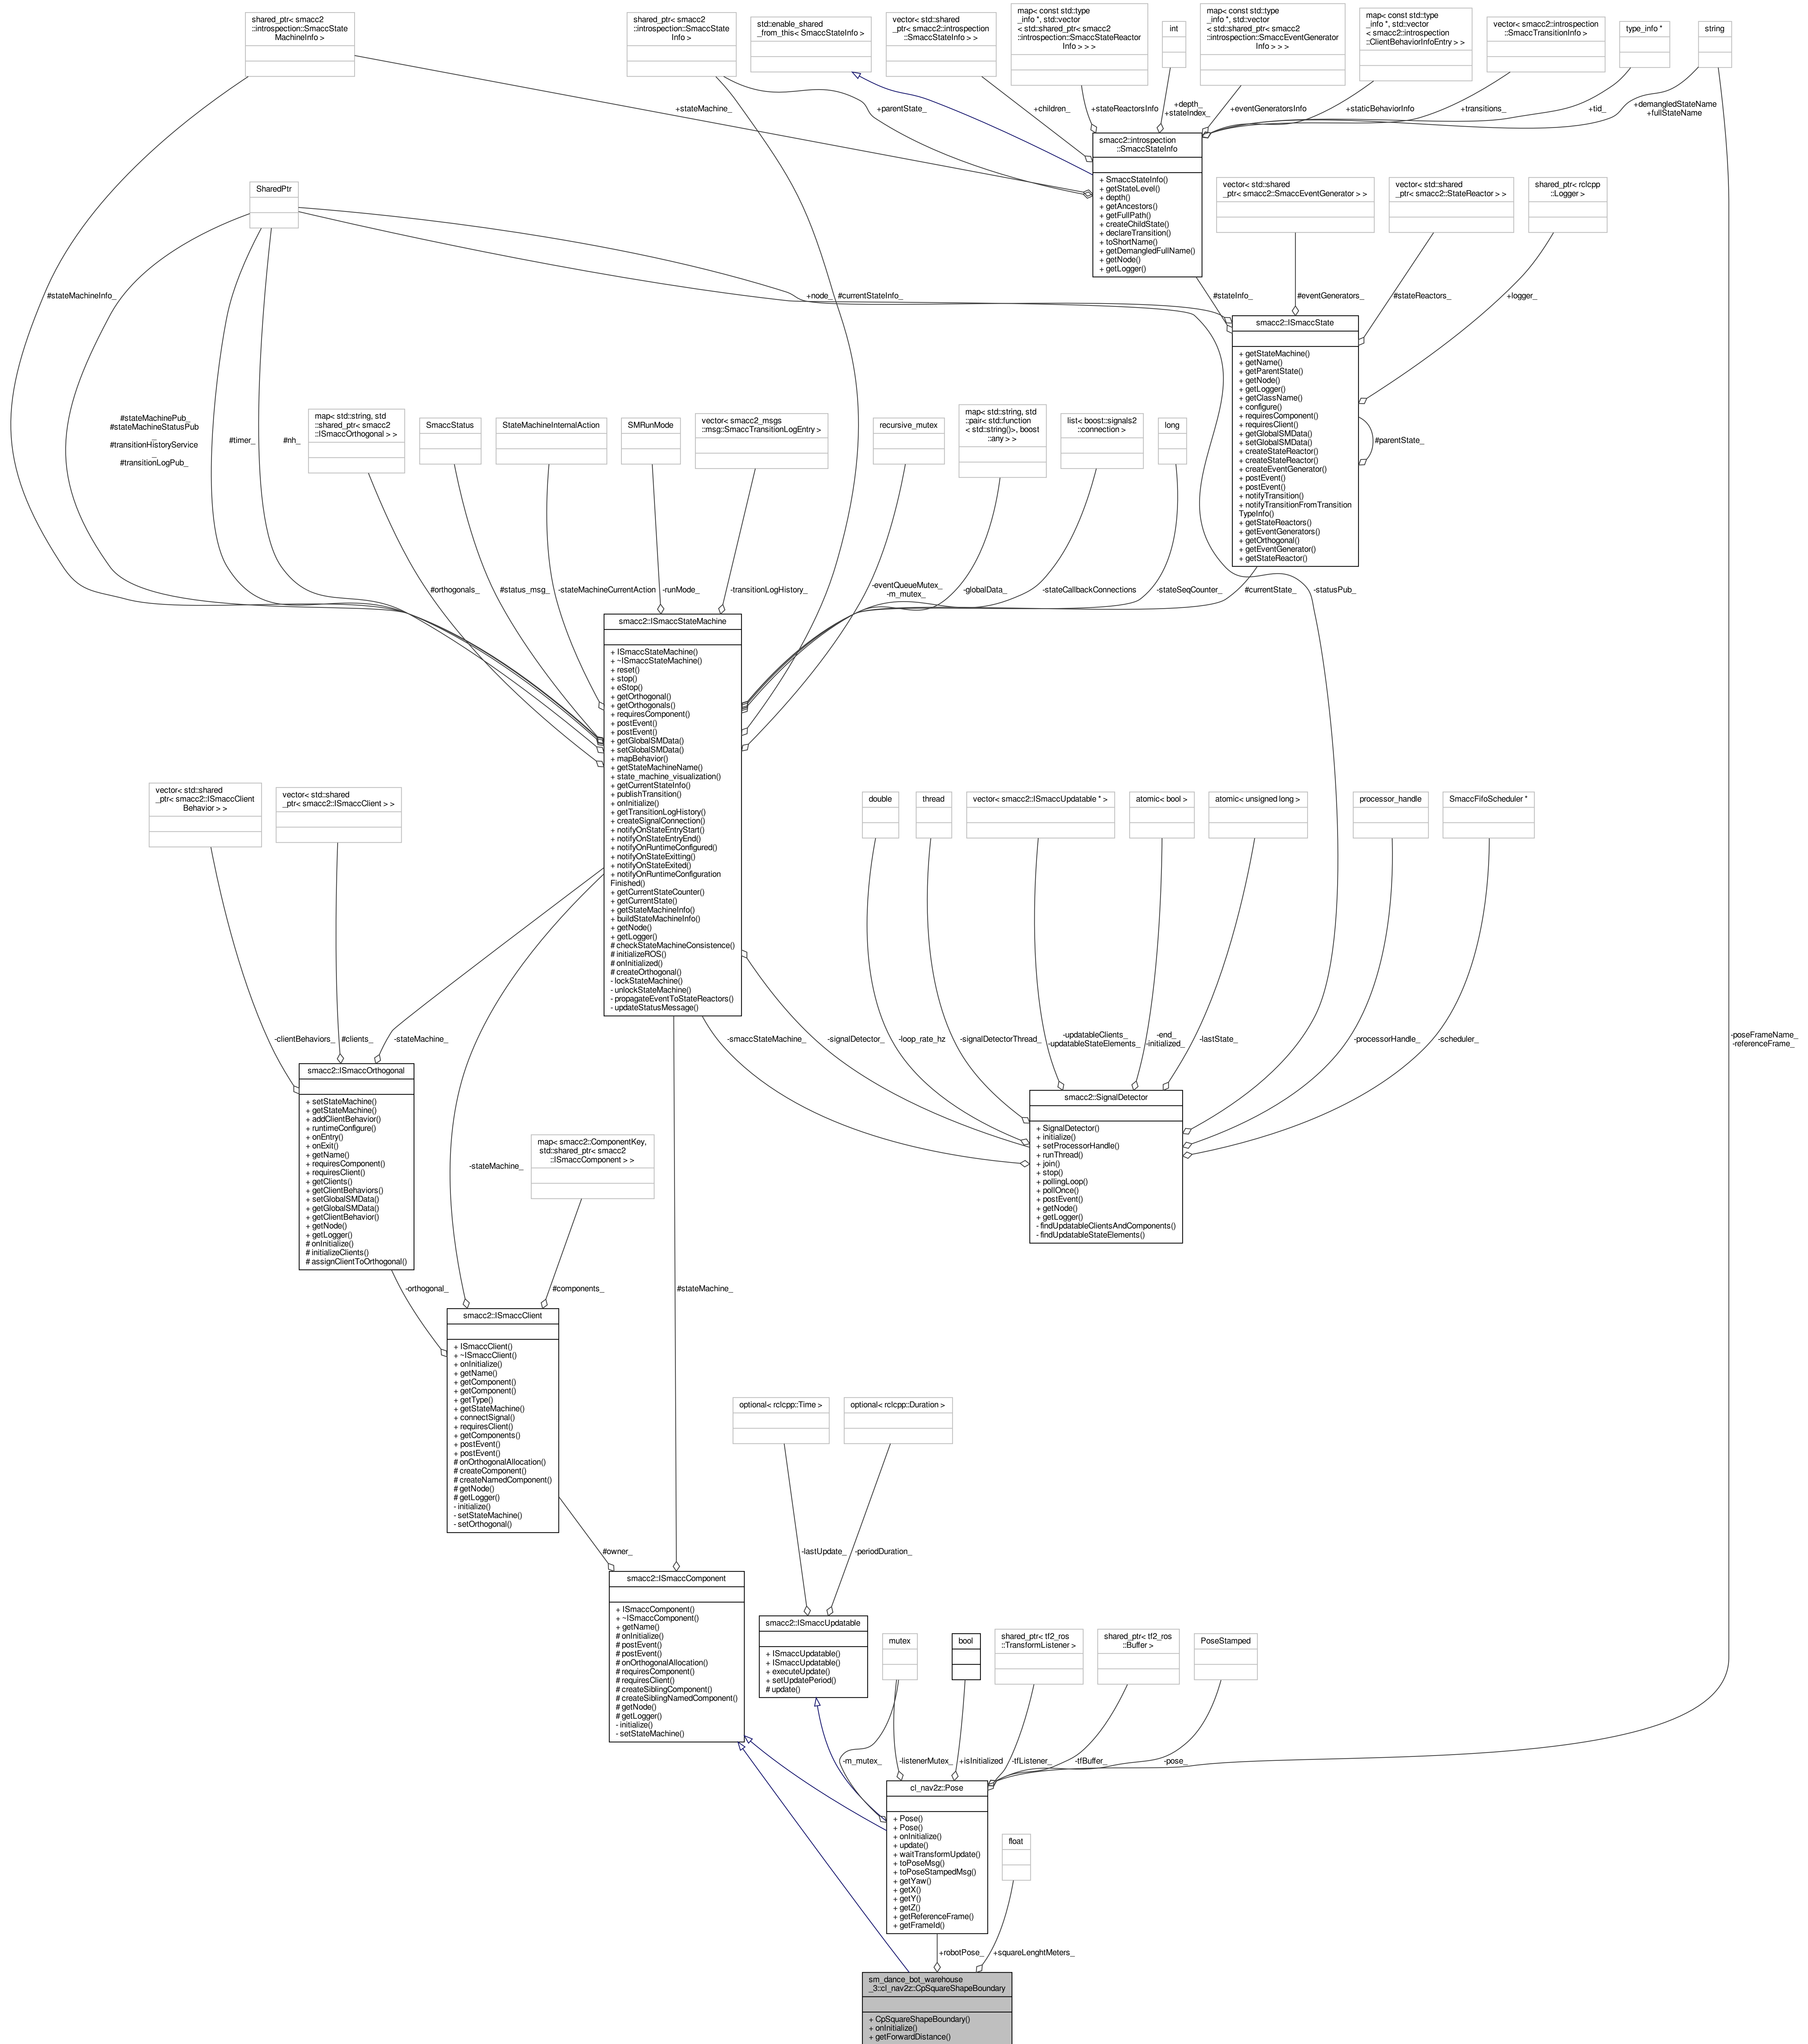 shared_ptr< smacc2
::introspection::SmaccState
MachineInfo >
shared_ptr< smacc2
::introspection::SmaccState
Info >
std::enable_shared
_from_this< SmaccStateInfo >
vector< std::shared
_ptr< smacc2::introspection
::SmaccStateInfo > >
map< const std::type
_info *, std::vector
< std::shared_ptr< smacc2
::introspection::SmaccStateReactor
Info > > >
int
map< const std::type
_info *, std::vector
< std::shared_ptr< smacc2
::introspection::SmaccEventGenerator
Info > > >
map< const std::type
_info *, std::vector
< smacc2::introspection
::ClientBehaviorInfoEntry > >
vector< smacc2::introspection
::SmaccTransitionInfo >
type_info *
string
+stateMachine_
+parentState_
+children_
+stateReactorsInfo
+depth_
+stateIndex_
+eventGeneratorsInfo
+staticBehaviorInfo
+transitions_
+tid_
+demangledStateName
+fullStateName
smacc2::introspection
::SmaccStateInfo
+ SmaccStateInfo()
+ getStateLevel()
+ depth()
+ getAncestors()
+ getFullPath()
+ createChildState()
+ declareTransition()
+ toShortName()
+ getDemangledFullName()
+ getNode()
+ getLogger()
SharedPtr
vector< std::shared
_ptr< smacc2::SmaccEventGenerator > >
vector< std::shared
_ptr< smacc2::StateReactor > >
shared_ptr< rclcpp
::Logger >
#stateMachineInfo_
+node_
#currentStateInfo_
#stateInfo_
#eventGenerators_
#stateReactors_
+logger_
smacc2::ISmaccState
+ getStateMachine()
+ getName()
+ getParentState()
+ getNode()
+ getLogger()
+ getClassName()
+ configure()
+ requiresComponent()
+ requiresClient()
+ getGlobalSMData()
+ setGlobalSMData()
+ createStateReactor()
+ createStateReactor()
+ createEventGenerator()
+ postEvent()
+ postEvent()
+ notifyTransition()
+ notifyTransitionFromTransition
TypeInfo()
+ getStateReactors()
+ getEventGenerators()
+ getOrthogonal()
+ getEventGenerator()
+ getStateReactor()
#parentState_
#stateMachinePub_
#stateMachineStatusPub
_
#transitionHistoryService
_
#transitionLogPub_
#timer_
#nh_
map< std::string, std
::shared_ptr< smacc2
::ISmaccOrthogonal > >
SmaccStatus
StateMachineInternalAction
SMRunMode
vector< smacc2_msgs
::msg::SmaccTransitionLogEntry >
recursive_mutex
map< std::string, std
::pair< std::function
< std::string()>, boost
::any > >
list< boost::signals2
::connection >
long
#orthogonals_
#status_msg_
-stateMachineCurrentAction
-runMode_
-transitionLogHistory_
-eventQueueMutex_
-m_mutex_
-globalData_
-stateCallbackConnections
-stateSeqCounter_
#currentState_
-statusPub_
smacc2::ISmaccStateMachine
+ ISmaccStateMachine()
+ ~ISmaccStateMachine()
+ reset()
+ stop()
+ eStop()
+ getOrthogonal()
+ getOrthogonals()
+ requiresComponent()
+ postEvent()
+ postEvent()
+ getGlobalSMData()
+ setGlobalSMData()
+ mapBehavior()
+ getStateMachineName()
+ state_machine_visualization()
+ getCurrentStateInfo()
+ publishTransition()
+ onInitialize()
+ getTransitionLogHistory()
+ createSignalConnection()
+ notifyOnStateEntryStart()
+ notifyOnStateEntryEnd()
+ notifyOnRuntimeConfigured()
+ notifyOnStateExitting()
+ notifyOnStateExited()
+ notifyOnRuntimeConfiguration
Finished()
+ getCurrentStateCounter()
+ getCurrentState()
+ getStateMachineInfo()
+ buildStateMachineInfo()
+ getNode()
+ getLogger()
# checkStateMachineConsistence()
# initializeROS()
# onInitialized()
# createOrthogonal()
- lockStateMachine()
- unlockStateMachine()
- propagateEventToStateReactors()
- updateStatusMessage()
vector< std::shared
_ptr< smacc2::ISmaccClient
Behavior > >
vector< std::shared
_ptr< smacc2::ISmaccClient > >
double
thread
vector< smacc2::ISmaccUpdatable * >
atomic< bool >
atomic< unsigned long >
processor_handle
SmaccFifoScheduler *
-clientBehaviors_
#clients_
-stateMachine_
-smaccStateMachine_
-signalDetector_
-loop_rate_hz
-signalDetectorThread_
-updatableClients_
-updatableStateElements_
-end_
-initialized_
-lastState_
-processorHandle_
-scheduler_
-poseFrameName_
-referenceFrame_
smacc2::ISmaccOrthogonal
+ setStateMachine()
+ getStateMachine()
+ addClientBehavior()
+ runtimeConfigure()
+ onEntry()
+ onExit()
+ getName()
+ requiresComponent()
+ requiresClient()
+ getClients()
+ getClientBehaviors()
+ setGlobalSMData()
+ getGlobalSMData()
+ getClientBehavior()
+ getNode()
+ getLogger()
# onInitialize()
# initializeClients()
# assignClientToOrthogonal()
smacc2::SignalDetector
+ SignalDetector()
+ initialize()
+ setProcessorHandle()
+ runThread()
+ join()
+ stop()
+ pollingLoop()
+ pollOnce()
+ postEvent()
+ getNode()
+ getLogger()
- findUpdatableClientsAndComponents()
- findUpdatableStateElements()
map< smacc2::ComponentKey,
std::shared_ptr< smacc2
::ISmaccComponent > >
-stateMachine_
-orthogonal_
#components_
#stateMachine_
smacc2::ISmaccClient
+ ISmaccClient()
+ ~ISmaccClient()
+ onInitialize()
+ getName()
+ getComponent()
+ getComponent()
+ getType()
+ getStateMachine()
+ connectSignal()
+ requiresClient()
+ getComponents()
+ postEvent()
+ postEvent()
# onOrthogonalAllocation()
# createComponent()
# createNamedComponent()
# getNode()
# getLogger()
- initialize()
- setStateMachine()
- setOrthogonal()
optional< rclcpp::Time >
optional< rclcpp::Duration >
#owner_
-lastUpdate_
-periodDuration_
smacc2::ISmaccComponent
+ ISmaccComponent()
+ ~ISmaccComponent()
+ getName()
# onInitialize()
# postEvent()
# postEvent()
# onOrthogonalAllocation()
# requiresComponent()
# requiresClient()
# createSiblingComponent()
# createSiblingNamedComponent()
# getNode()
# getLogger()
- initialize()
- setStateMachine()
smacc2::ISmaccUpdatable
+ ISmaccUpdatable()
+ ISmaccUpdatable()
+ executeUpdate()
+ setUpdatePeriod()
# update()
mutex
bool
shared_ptr< tf2_ros
::TransformListener >
shared_ptr< tf2_ros
::Buffer >
PoseStamped
-m_mutex_
-listenerMutex_
+isInitialized
-tfListener_
-tfBuffer_
-pose_
cl_nav2z::Pose
+ Pose()
+ Pose()
+ onInitialize()
+ update()
+ waitTransformUpdate()
+ toPoseMsg()
+ toPoseStampedMsg()
+ getYaw()
+ getX()
+ getY()
+ getZ()
+ getReferenceFrame()
+ getFrameId()
float
+robotPose_
+squareLenghtMeters_
sm_dance_bot_warehouse
_3::cl_nav2z::CpSquareShapeBoundary
+ CpSquareShapeBoundary()
+ onInitialize()
+ getForwardDistance()